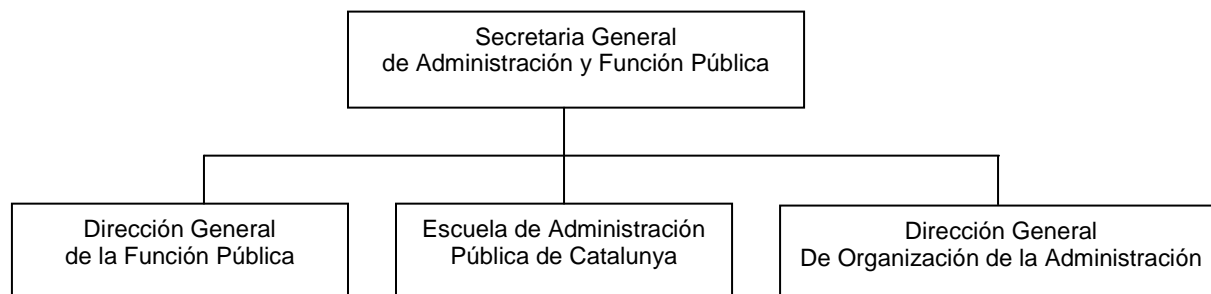 Secretaria General
de Administración y Función Pública
Dirección General
de la Función Pública
Escuela de Administración
Pública de Catalunya
Dirección General
De Organización de la Administración